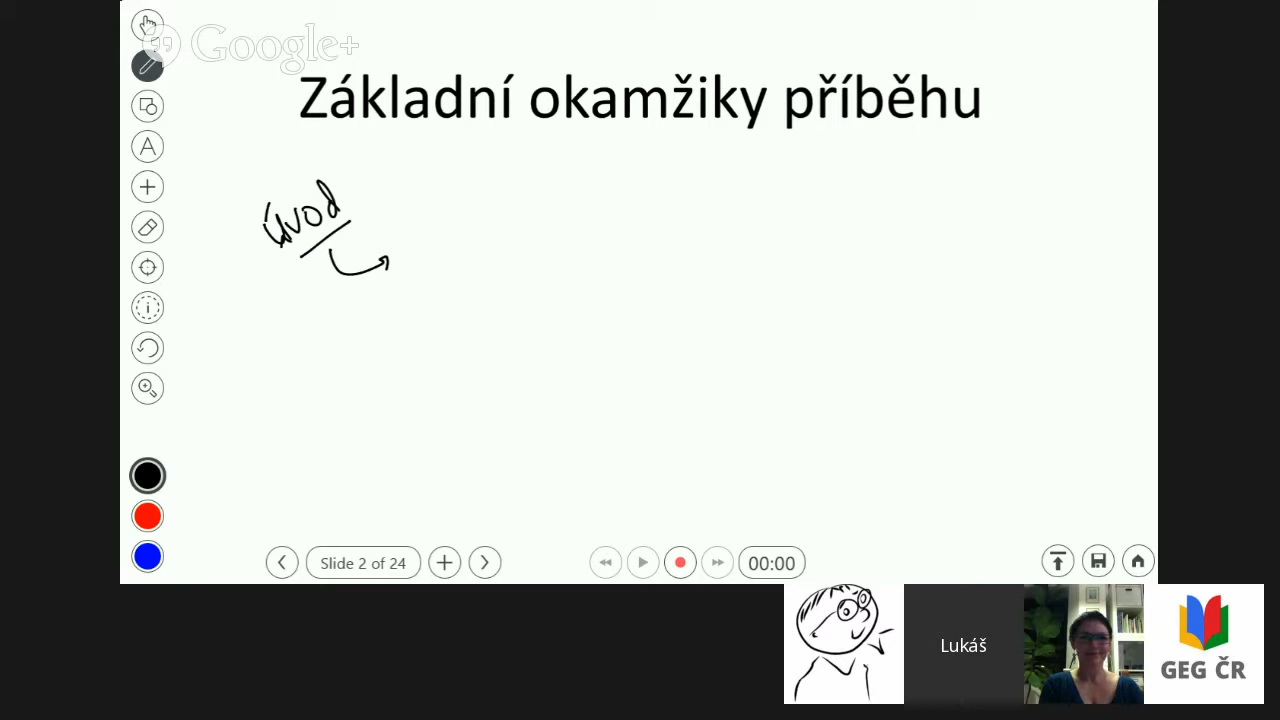 Google+
Základní okamžiky příběhu
Úvod
Slide 2 of 24
00:00
Lukáš
GEG ČR